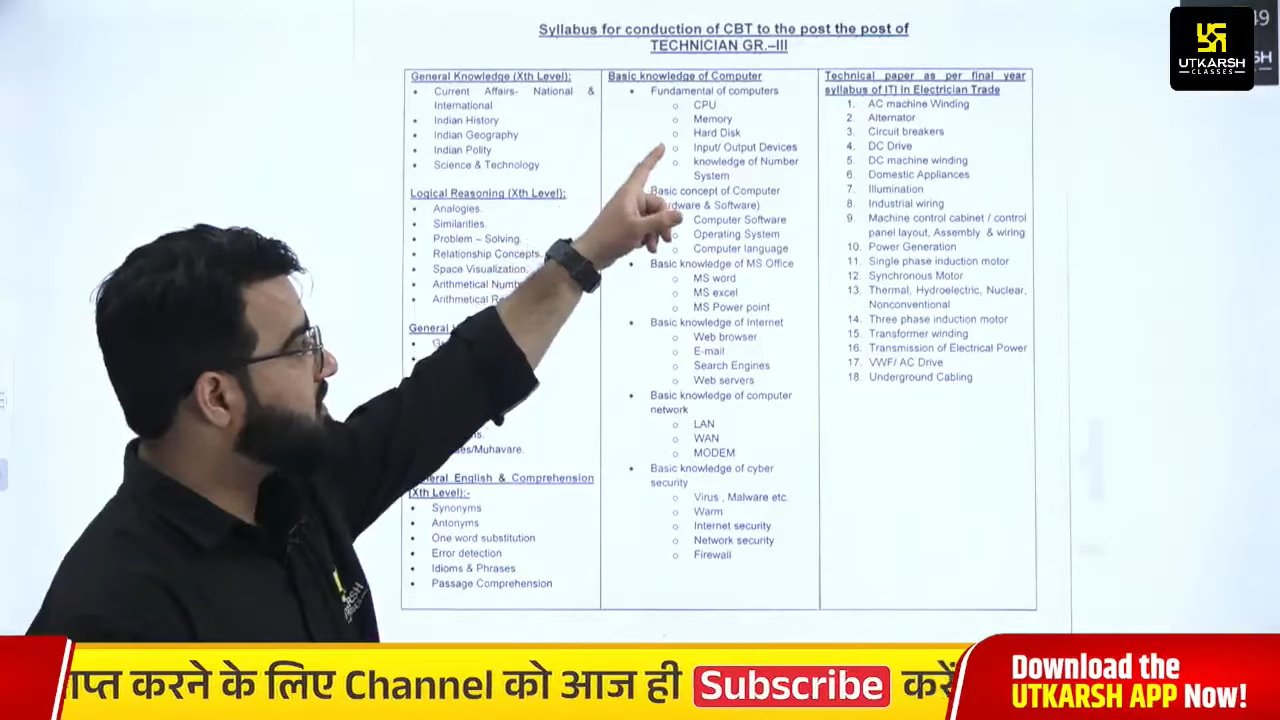 Syllabus for conduction of CBT to the post the post of
TECHNICIAN GR.–III
49
SH
UTKARSH
CLASSES
General Knowledge (Xth Level):
• Current Affairs- National &
International
• Indian History
• Indian Geography
• Indian Polity
• Science & Technology
Logical Reasoning (Xth Level):
• Analogies.
• Similarities.
• Problem – Solving.
• Relationship Concepts.
• Space Visualization.
• Arithmetical
• Arithmetical
General
es/Muhavare.
General English & Comprehension
(Xth Level):-
• Synonyms
• Antonyms
• One word substitution
• Error detection
• Idioms & Phrases
• Passage Comprehension
Basic knowledge of Computer
• Fundamental of computers
o CPU
o Memory
o Hard Disk
o Input/ Output Devices
o knowledge of Number
System
Basic concept of Computer
rdware & Software)
Computer Software
o Operating System
o Computer language
• Basic knowledge of MS Office
o MS word
o MS excel
o MS Power point
• Basic knowledge of Internet
o Web browser
o E-mail
o Search Engines
o Web servers
• Basic knowledge of computer
network
o LAN
o WAN
o MODEM
• Basic knowledge of cyber
security
o Virus , Malware etc.
o Warm
o Internet security
o Network security
o Firewall
Technical paper as per final year
syllabus of ITI in Electrician Trade
1. AC machine Winding
2. Alternator
3. Circuit breakers
4. DC Drive
5. DC machine winding
6. Domestic Appliances
7. Illumination
8. Industrial wiring
9. Machine control cabinet / control
panel layout, Assembly & wiring
10. Power Generation
11. Single phase induction motor
12. Synchronous Motor
13. Thermal, Hydroelectric, Nuclear,
Nonconventional
14. Three phase induction motor
15. Transformer winding
16. Transmission of Electrical Power
17. VWF/ AC Drive
18. Underground Cabling
UTKARSH
CLASSES
ाप्त करने के लिए Channel को आज ही Subscribe करें
Download the
UTKARSH APP Now!